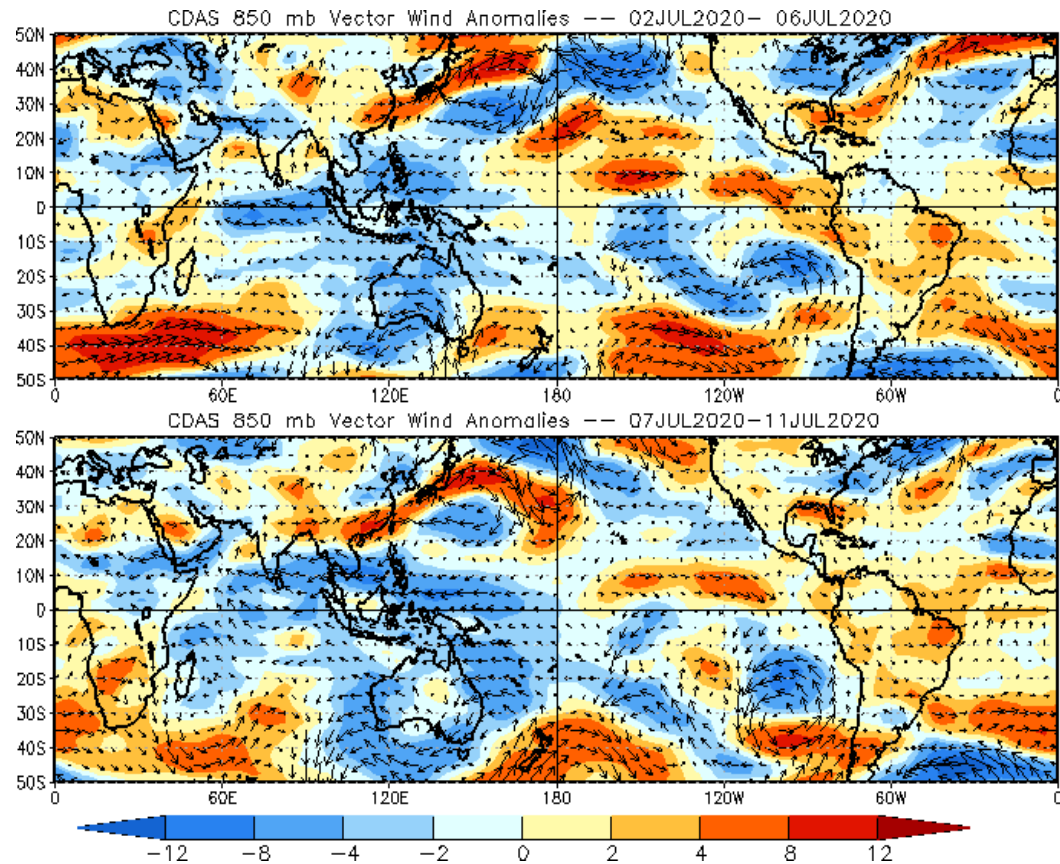 CDAS 850 mb Vector Wind Anomalies -- 02JUL2020- 06JUL2020
50N
40N
30N
20N
10N
0
10S
20S
30S
40S
50S
0 60E 120E 180 120W 60W 0
CDAS 850 mb Vector Wind Anomalies -- 07JUL2020-11JUL2020
50N
40N
30N
20N
10N
0
10S
20S
30S
40S
50S
0 60E 120E 180 120W 60W 0
-12 -8 -4 -2 0 2 4 8 12